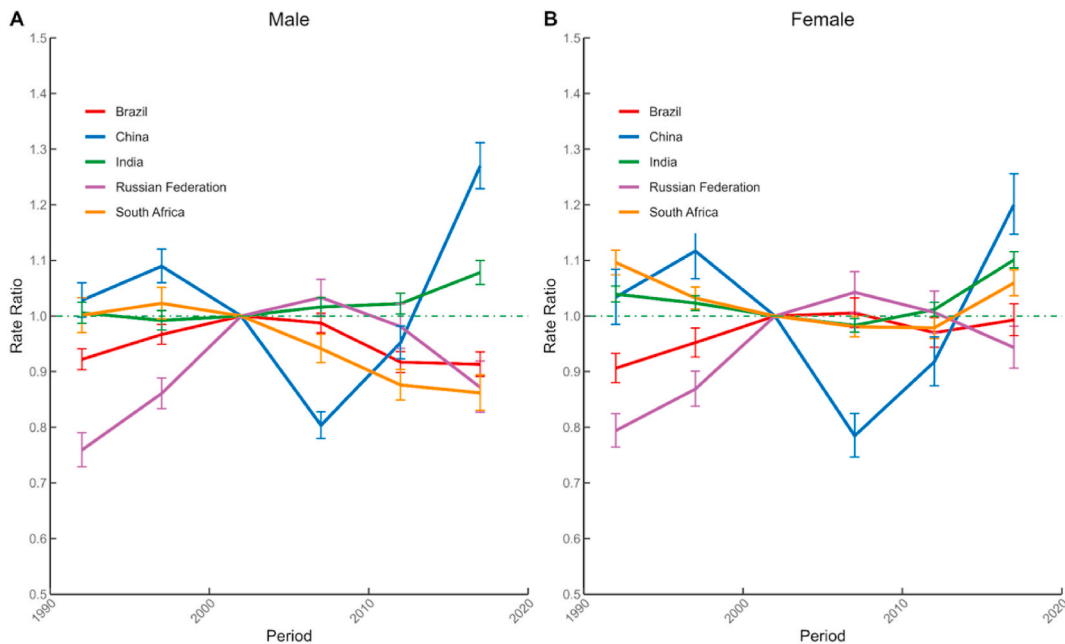 A
Male
1.5
1.4
1.3
1.2
1.1
1.0
0.9
0.8
0.7
0.6
0.5
Rate Ratio
Brazil
China
India
Russian Federation
South Africa
1990
2000
2010
2020
Period
B
Female
1.5
1.4
1.3
1.2
1.1
1.0
0.9
0.8
0.7
0.6
0.5
Rate Ratio
Brazil
China
India
Russian Federation
South Africa
1990
2000
2010
2020
Period